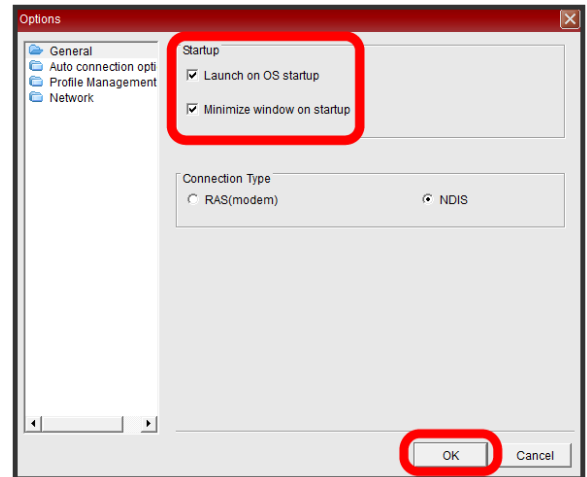 Options
General
Auto connection opti
Profile Management
Network
Startup
Launch on OS startup
Minimize window on startup
Connection Type
RAS(modem)
NDIS
OK
Cancel